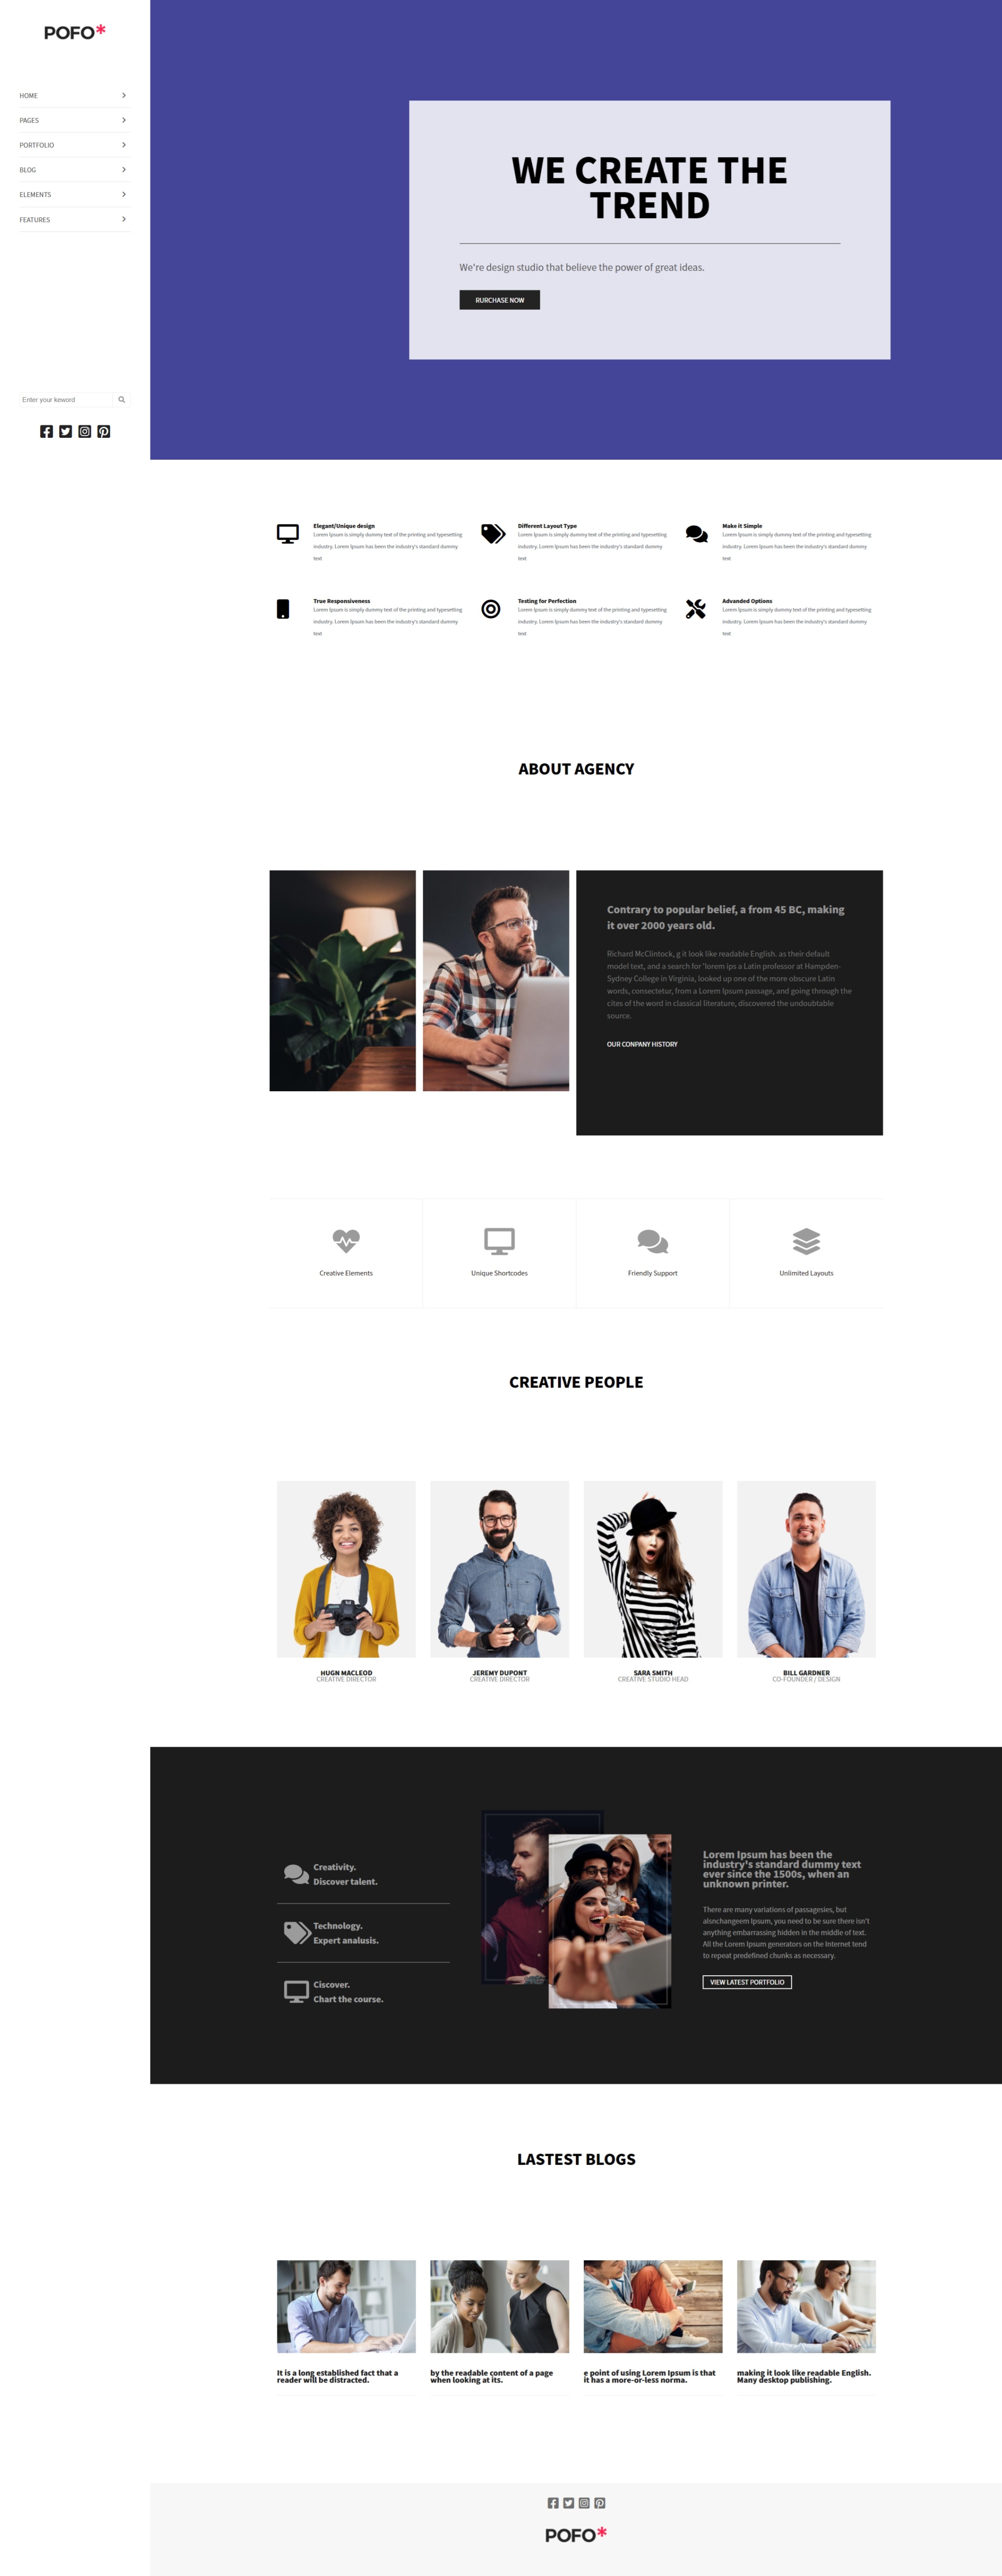 POFO*
HOME
PAGES
PORTFOLIO
BLOG
ELEMENTS
FEATURES
Enter your keword
WE CREATE THE
TREND
We're design studio that believe the power of great ideas.
RURCHASE NOW
Elegant/Unique design
Lorem Ipsum is simply dummy text of the printing and typesetting
industry. Lorem Ipsum has been the industry's standard dummy
text
Different Layout Type
Lorem Ipsum is simply dummy text of the printing and typesetting
industry. Lorem Ipsum has been the industry's standard dummy
text
Make it Simple
Lorem Ipsum is simply dummy text of the printing and typesetting
industry. Lorem Ipsum has been the industry's standard dummy
text
True Responsiveness
Lorem Ipsum is simply dummy text of the printing and typesetting
industry. Lorem Ipsum has been the industry's standard dummy
text
Testing for Perfection
Lorem Ipsum is simply dummy text of the printing and typesetting
industry. Lorem Ipsum has been the industry's standard dummy
text
Advanded Options
Lorem Ipsum is simply dummy text of the printing and typesetting
industry. Lorem Ipsum has been the industry's standard dummy
text
ABOUT AGENCY
Contrary to popular belief, a from 45 BC, making
it over 2000 years old.
Richard McClintock, g it look like readable English. as their default
model text, and a search for 'lorem ips a Latin professor at Hampden-
Sydney College in Virginia, looked up one of the more obscure Latin
words, consectetur, from a Lorem Ipsum passage, and going through the
cites of the word in classical literature, discovered the undoubtable
source.
OUR CONPANY HISTORY
Creative Elements
Unique Shortcodes
Friendly Support
Unlimited Layouts
CREATIVE PEOPLE
HUGN MACLEOD
CREATIVE DIRECTOR
JEREMY DUPONT
CREATIVE DIRECTOR
SARA SMITH
CREATIVE STUDIO HEAD
BILL GARDNER
CO-FOUNDER / DESIGN
Creativity.
Discover talent.
Technology.
Expert analusis.
Ciscover.
Chart the course.
Lorem Ipsum has been the
industry's standard dummy text
ever since the 1500s, when an
unknown printer.
There are many variations of passagesies, but
alsnchangeem Ipsum, you need to be sure there isn't
anything embarrassing hidden in the middle of text.
All the Lorem Ipsum generators on the Internet tend
to repeat predefined chunks as necessary.
VIEW LATEST PORTFOLIO
LASTEST BLOGS
It is a long established fact that a
reader will be distracted.
by the readable content of a page
when looking at its.
e point of using Lorem Ipsum is that
it has a more-or-less norma.
making it look like readable English.
Many desktop publishing.
POFO*